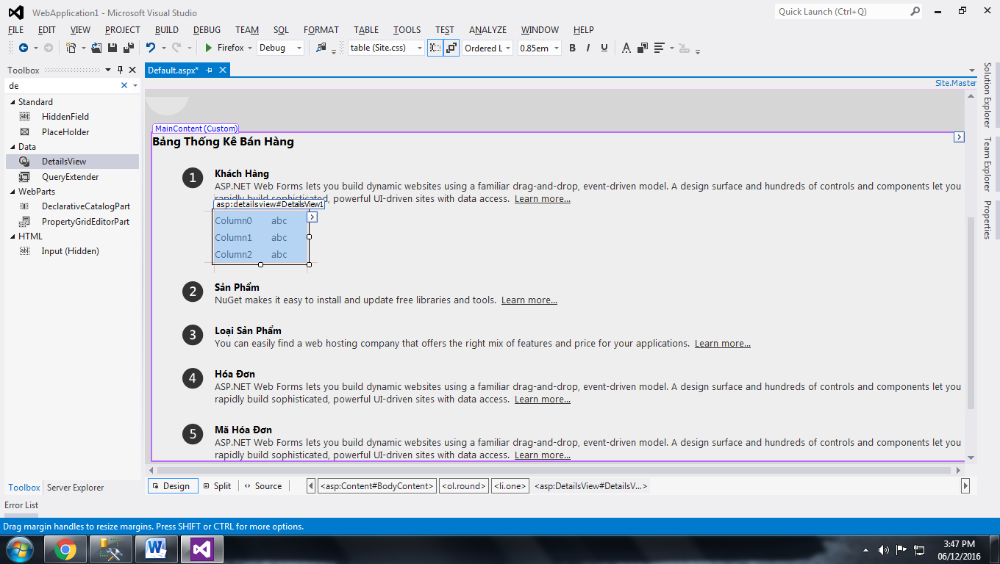 WebApplication1 - Microsoft Visual Studio
Quick Launch (Ctrl+Q)
FILE EDIT VIEW PROJECT BUILD DEBUG TEAM SQL FORMAT TABLE TOOLS TEST ANALYZE WINDOW HELP
Firefox Debug table (Site.css) Ordered L 0.85em B I U A
Toolbox
Default.aspx*
de
Site.Master
Standard
HiddenField
PlaceHolder
Data
DetailsView
QueryExtender
WebParts
DeclarativeCatalogPart
PropertyGridEditorPart
HTML
Input (Hidden)
MainContent (Custom)
Bảng Thống Kê Bán Hàng
1 Khách Hàng
ASP.NET Web Forms lets you build dynamic websites using a familiar drag-and-drop, event-driven model. A design surface and hundreds of controls and components let you
rapidly build sophisticated, powerful UI-driven sites with data access. Learn more...
asp:detailsview#DetailsView1
Column0 abc
Column1 abc
Column2 abc
2 Sản Phẩm
NuGet makes it easy to install and update free libraries and tools. Learn more...
3 Loại Sản Phẩm
You can easily find a web hosting company that offers the right mix of features and price for your applications. Learn more...
4 Hóa Đơn
ASP.NET Web Forms lets you build dynamic websites using a familiar drag-and-drop, event-driven model. A design surface and hundreds of controls and components let you
rapidly build sophisticated, powerful UI-driven sites with data access. Learn more...
5 Mã Hóa Đơn
ASP.NET Web Forms lets you build dynamic websites using a familiar drag-and-drop, event-driven model. A design surface and hundreds of controls and components let you
rapidly build sophisticated, powerful UI-driven sites with data access. Learn more...
Solution Explorer
Team Explorer
Properties
Toolbox Server Explorer
Design Split Source <asp:Content#BodyContent> <ol.round> <li.one> <asp:DetailsView#DetailsV...>
Error List
Drag margin handles to resize margins. Press SHIFT or CTRL for more options.
3:47 PM
06/12/2016